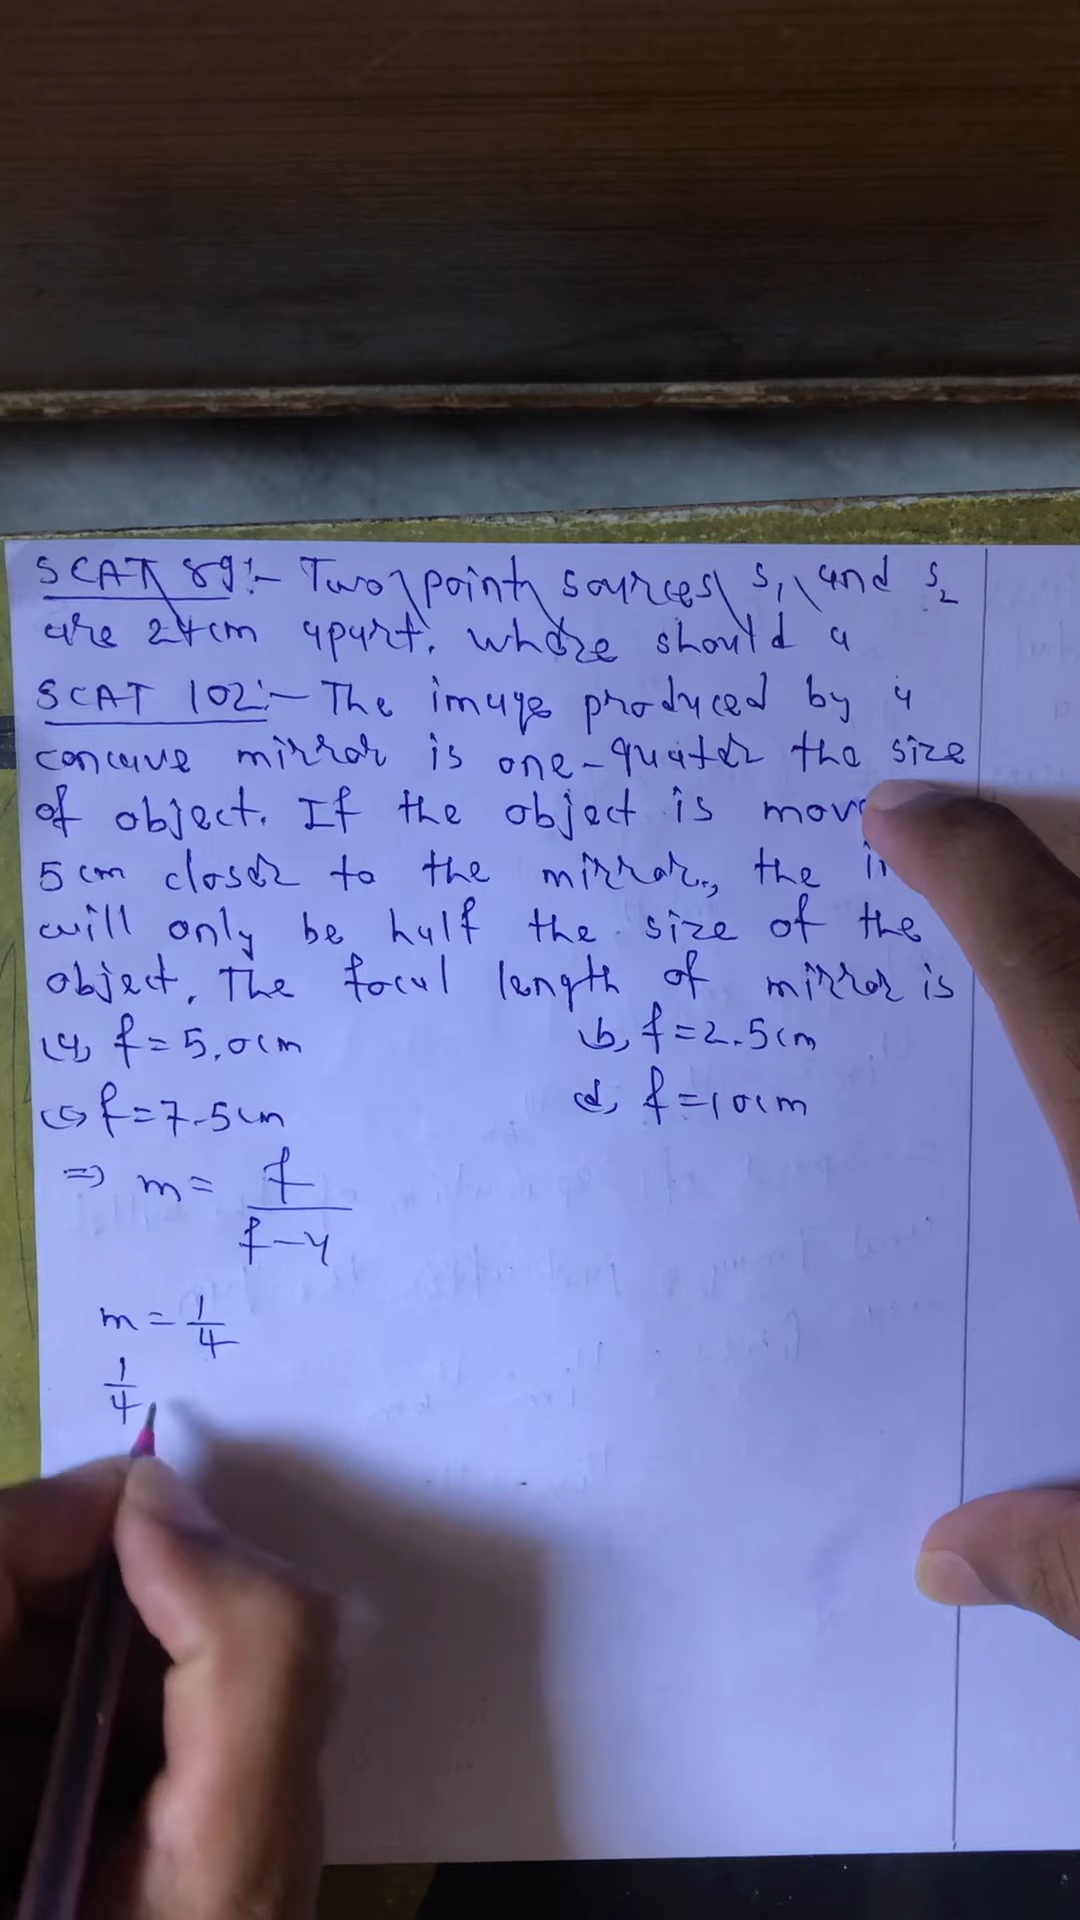 SCAT 89:- Two point sources S1 and S2
are 24cm apart. where should a
SCAT 102:- The image produced by a
concave mirror is one-quater the size
of object. If the object is move
5cm closer to the mirror, the
will only be half the size of the
object. The focal length of mirror is
(a) f=5.0cm (b) f=2.5cm
(c) f=7.5cm (d) f=10cm
=> m= f/f-u
m=1/4
1/4